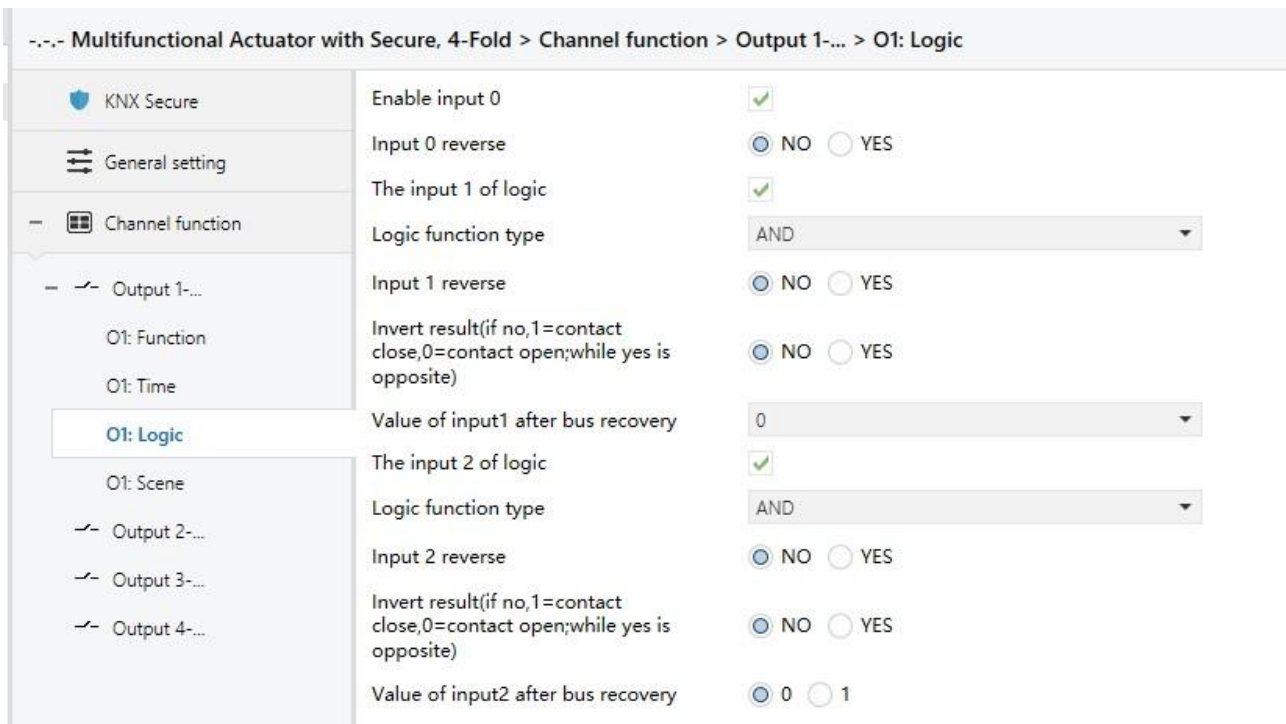 -.-.- Multifunctional Actuator with Secure, 4-Fold > Channel function > Output 1-... > O1: Logic
KNX Secure
General setting
Channel function
Output 1-...
O1: Function
O1: Time
O1: Logic
O1: Scene
Output 2-...
Output 3-...
Output 4-...
Enable input 0
Input 0 reverse NO YES
The input 1 of logic
Logic function type AND
Input 1 reverse NO YES
Invert result(if no,1=contact
close,0=contact open;while yes is NO YES
opposite)
Value of input1 after bus recovery 0
The input 2 of logic
Logic function type AND
Input 2 reverse NO YES
Invert result(if no,1=contact
close,0=contact open;while yes is NO YES
opposite)
Value of input2 after bus recovery 0 1